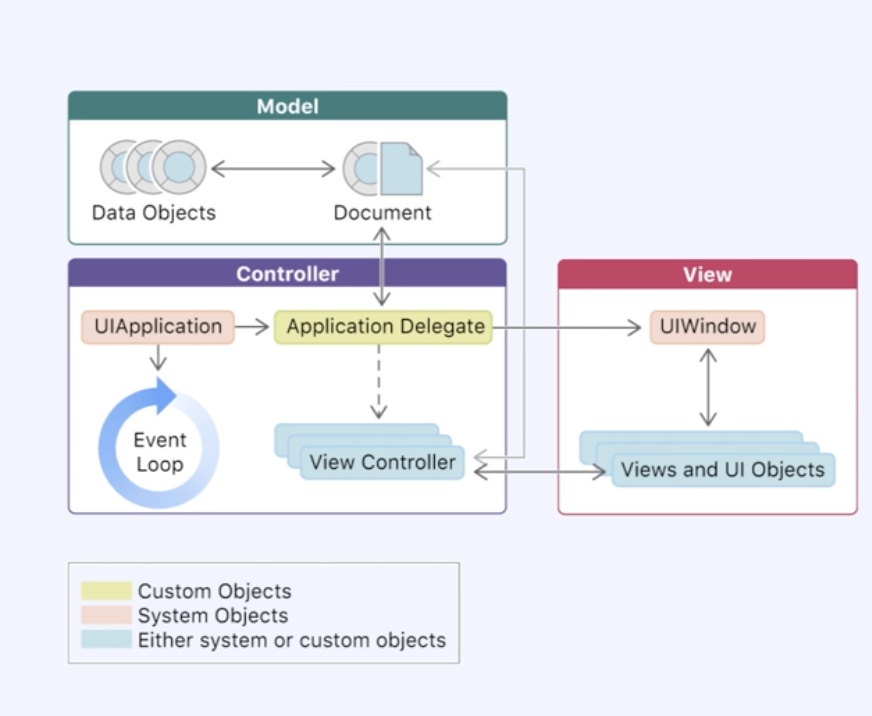 Model
Data Objects
Document
Controller
UIApplication
Application Delegate
Event
Loop
View Controller
View
UIWindow
Views and UI Objects
Custom Objects
System Objects
Either system or custom objects